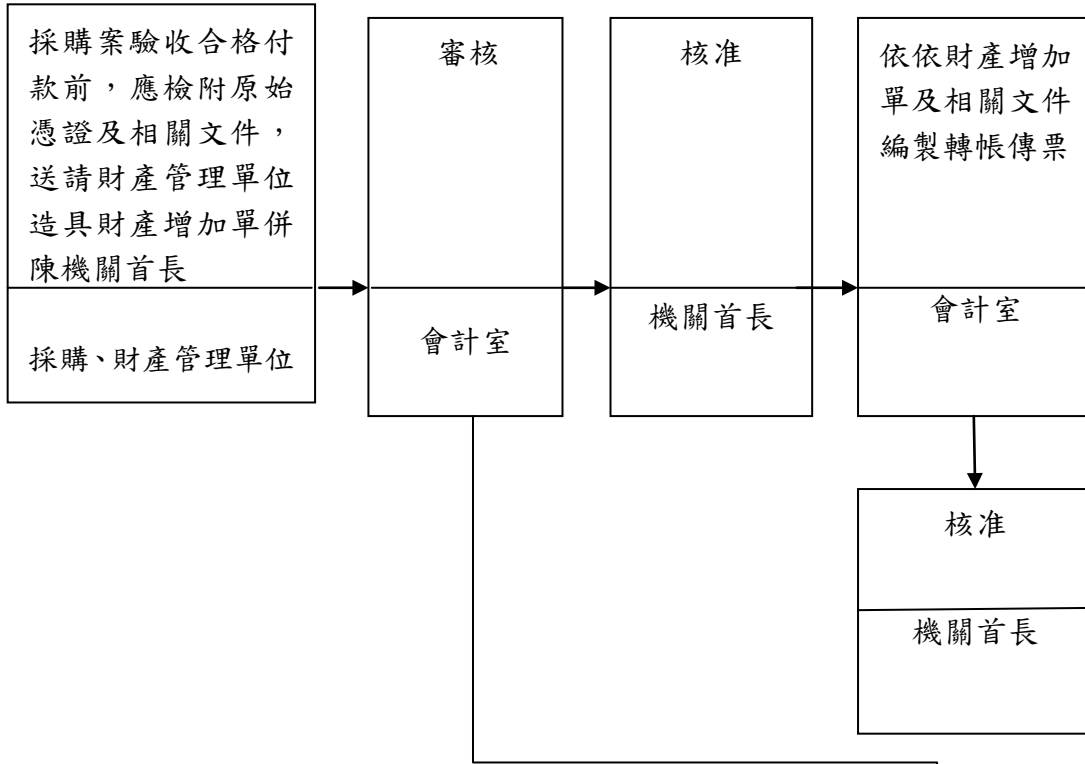 採購案驗收合格付
款前，應檢附原始
憑證及相關文件，
送請財產管理單位
造具財產增加單併
陳機關首長
採購、財產管理單位
審核
會計室
核准
機關首長
依依財產增加
單及相關文件
編製轉帳傳票
會計室
核准
機關首長